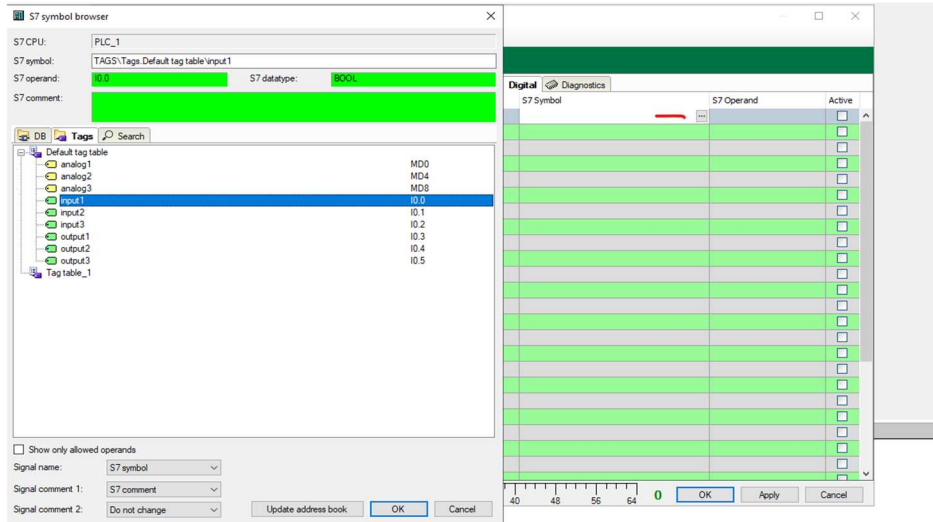 S7 symbol browser
S7 CPU: PLC_1
S7 symbol: TAGS\Tags.Default tag table\input1
S7 operand: I0.0 S7 datatype: BOOL
S7 comment:
DB Tags Search
Default tag table
analog1 MD0
analog2 MD4
analog3 MD8
input1 I0.0
input2 I0.1
input3 I0.2
output1 I0.3
output2 I0.4
output3 I0.5
Tag table_1
Show only allowed operands
Signal name: S7 symbol
Signal comment 1: S7 comment
Signal comment 2: Do not change
Update address book OK Cancel
Digital Diagnostics
S7 Symbol S7 Operand Active
...
40 48 56 64 0 OK Apply Cancel